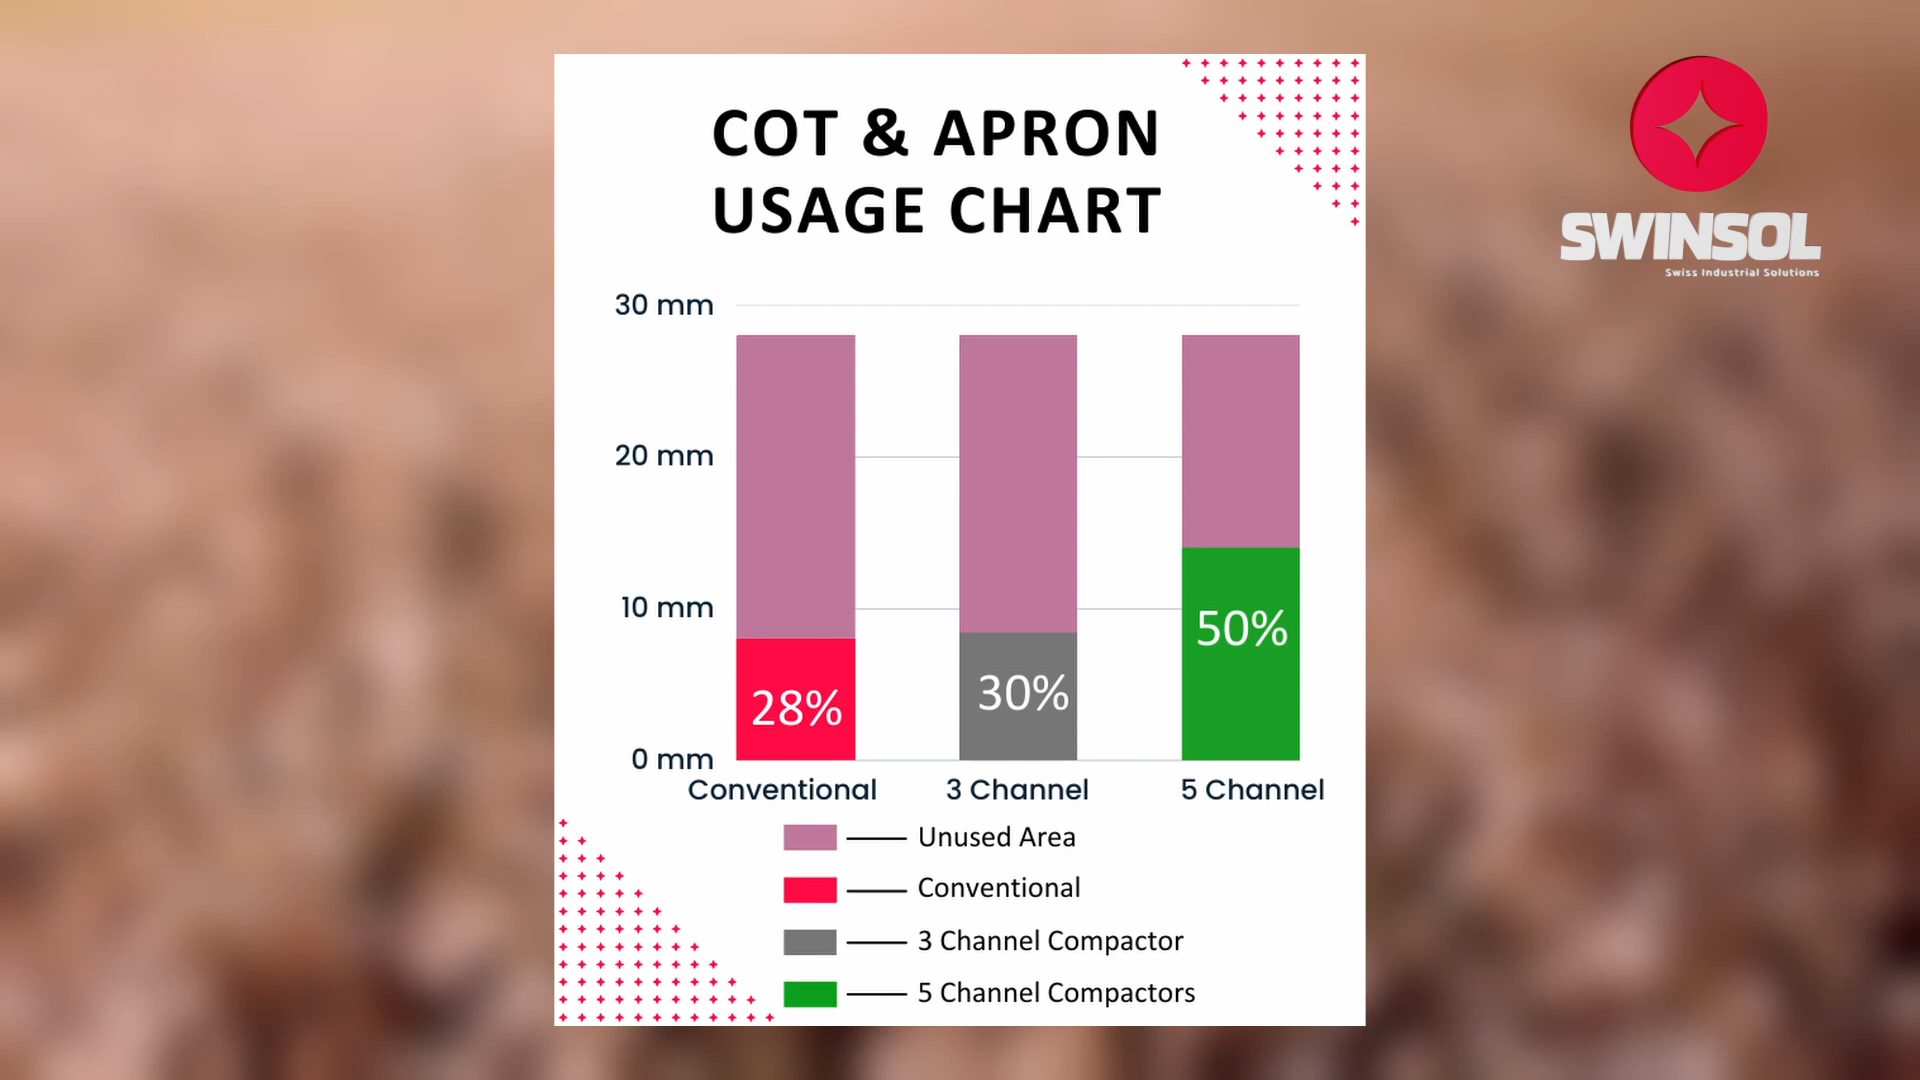 COT & APRON
USAGE CHART
SWINSOL
Swiss Industrial Solutions
30 mm
20 mm
10 mm
0 mm
28%
30%
50%
Conventional
3 Channel
5 Channel
Unused Area
Conventional
3 Channel Compactor
5 Channel Compactors